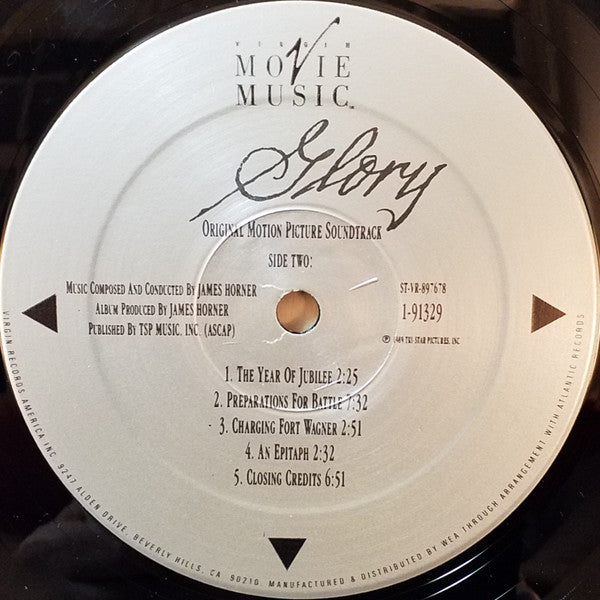 VIRGIN
MOVIE
MUSIC™
Glory
ORIGINAL MOTION PICTURE SOUNDTRACK
SIDE TWO:
MUSIC COMPOSED AND CONDUCTED BY JAMES HORNER
ALBUM PRODUCED BY JAMES HORNER
PUBLISHED BY TSP MUSIC, INC. (ASCAP)
ST-VR-897678
1-91329
℗ 1989 TRI-STAR PICTURES, INC
1. THE YEAR OF JUBILEE 2:25
2. PREPARATIONS FOR BATTLE 7:32
3. CHARGING FORT WAGNER 2:51
4. AN EPITAPH 2:32
5. CLOSING CREDITS 6:51
VIRGIN RECORDS AMERICA INC. 9247 ALDEN DRIVE, BEVERLY HILLS, CA 90210 MANUFACTURED & DISTRIBUTED BY WEA THROUGH ARRANGEMENT WITH ATLANTIC RECORDS